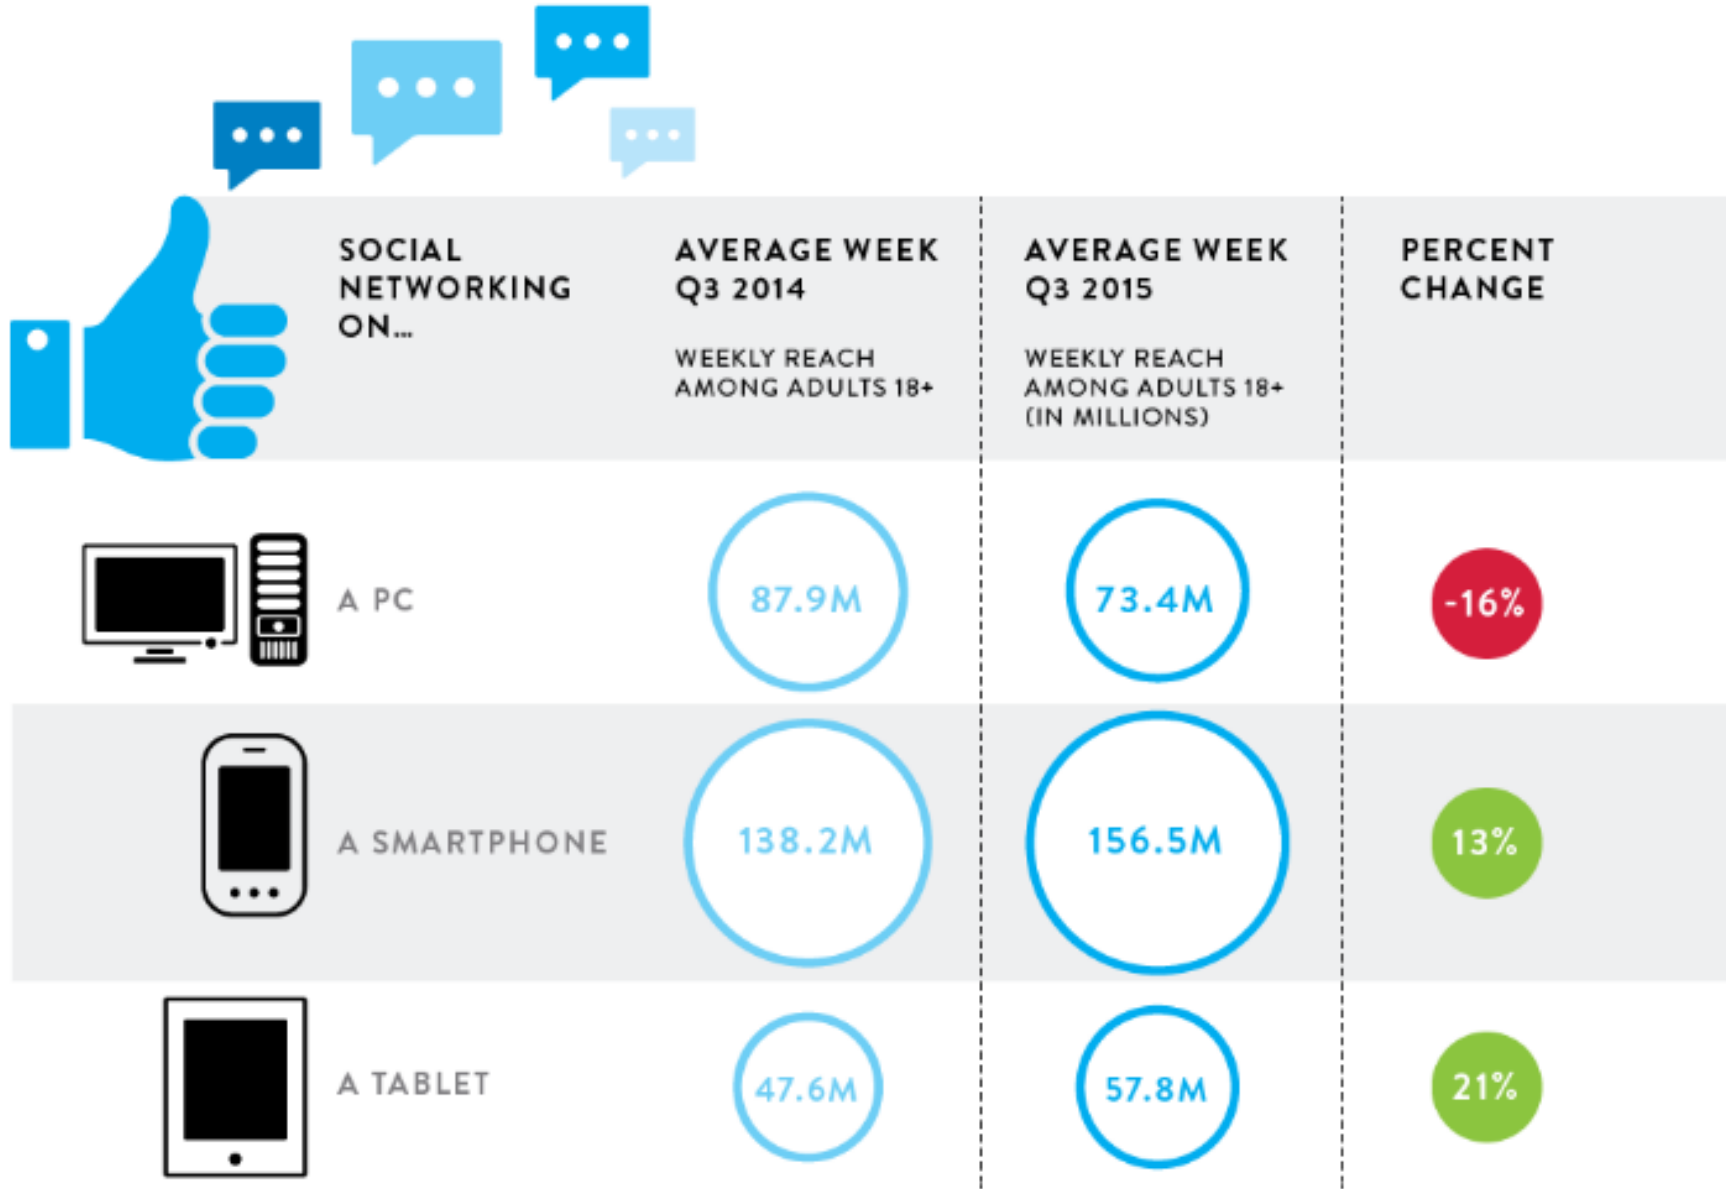 SOCIAL
NETWORKING
ON...
AVERAGE WEEK
Q3 2014
WEEKLY REACH
AMONG ADULTS 18+
AVERAGE WEEK
Q3 2015
WEEKLY REACH
AMONG ADULTS 18+
(IN MILLIONS)
PERCENT
CHANGE
A PC
87.9M
73.4M
-16%
A SMARTPHONE
138.2M
156.5M
13%
A TABLET
47.6M
57.8M
21%